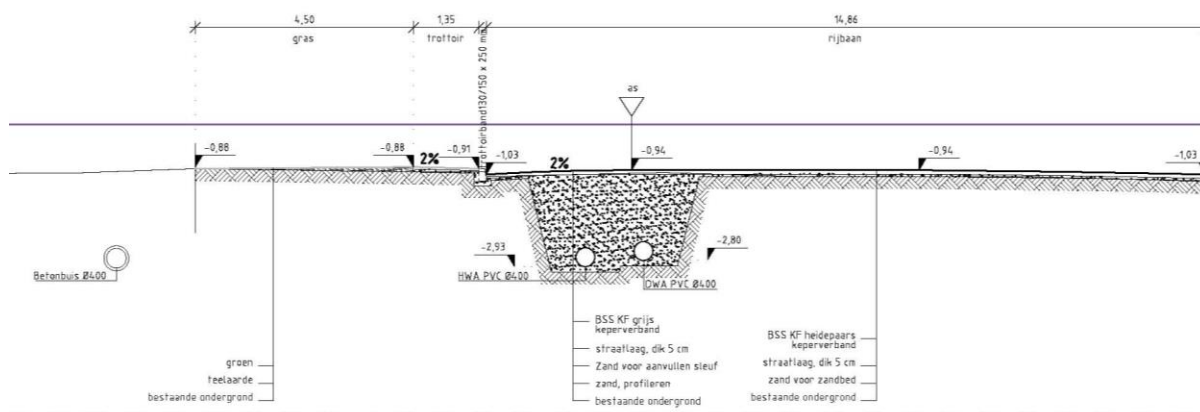 4,50
1,35
14,86
gras
trottoir
rijbaan
trottoirband130/150 x 250 mm
as
-0,88
-0,88
2%
-0,91
-1,03
2%
-0,94
-0,94
-1,03
-2,93
-2,80
Betonbuis Ø400
HWA PVC Ø400
DWA PVC Ø400
BSS KF grijs
keperverband
straatlaag, dik 5 cm
Zand voor aanvullen sleuf
zand, profileren
bestaande ondergrond
BSS KF heidepaars
keperverband
straatlaag, dik 5 cm
zand voor zandbed
bestaande ondergrond
groen
teelaarde
bestaande ondergrond